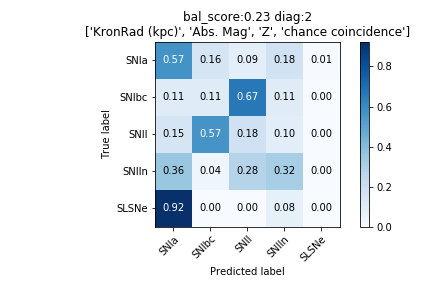 bal_score:0.23 diag:2
['KronRad (kpc)', 'Abs. Mag', 'Z', 'chance coincidence']
SNIa 0.57 0.16 0.09 0.18 0.01
SNIbc 0.11 0.11 0.67 0.11 0.00
SNII 0.15 0.57 0.18 0.10 0.00
SNIIn 0.36 0.04 0.28 0.32 0.00
SLSNe 0.92 0.00 0.00 0.08 0.00
True label
SNIa SNIbc SNII SNIIn SLSNe
Predicted label
0.8
0.6
0.4
0.2
0.0